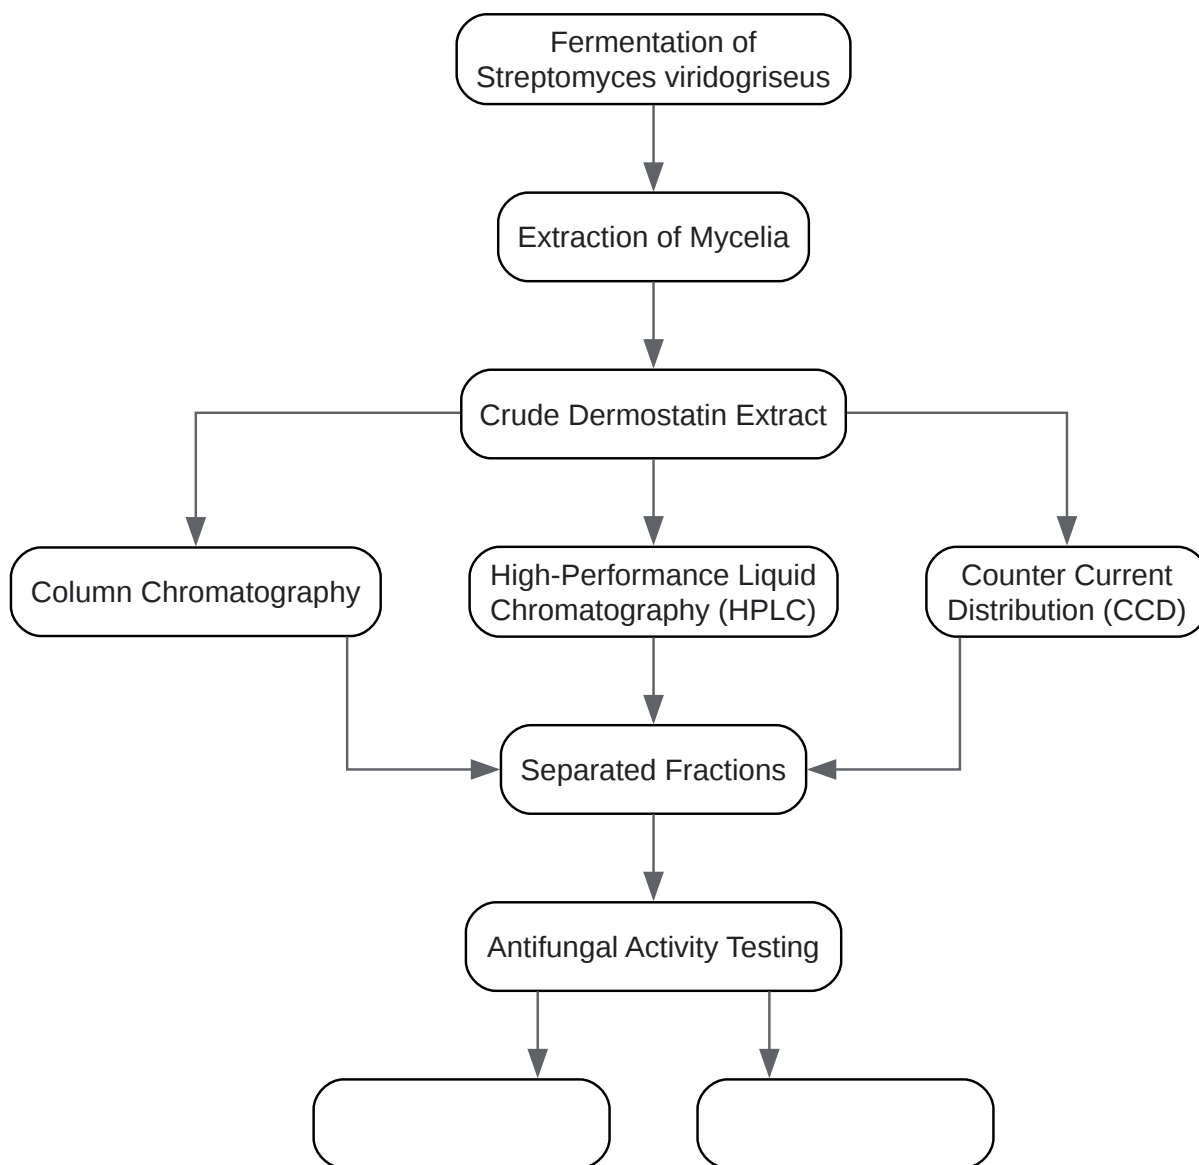 Fermentation of
Streptomyces viridogriseus
Extraction of Mycelia
Crude Dermostatin Extract
Column Chromatography
High-Performance Liquid
Chromatography (HPLC)
Counter Current
Distribution (CCD)
Separated Fractions
Antifungal Activity Testing